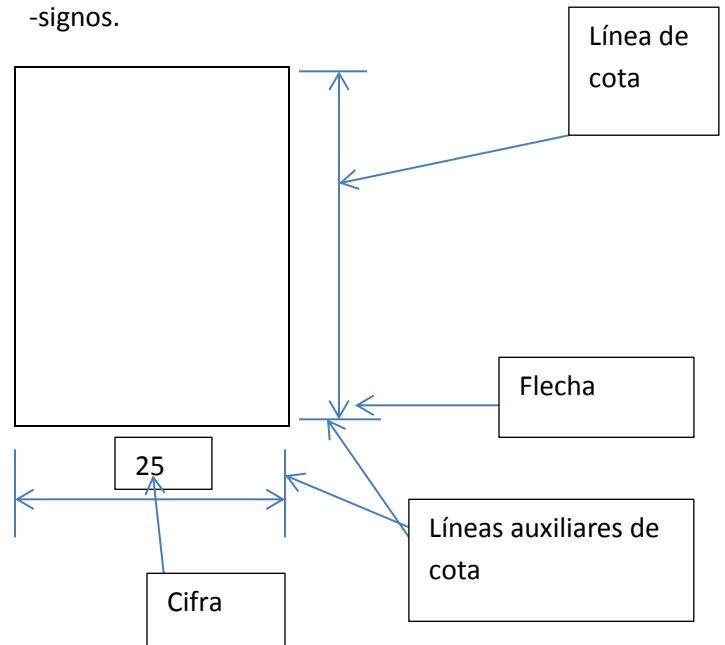 -signos.
Línea de
cota
Flecha
25
Líneas auxiliares de
cota
Cifra